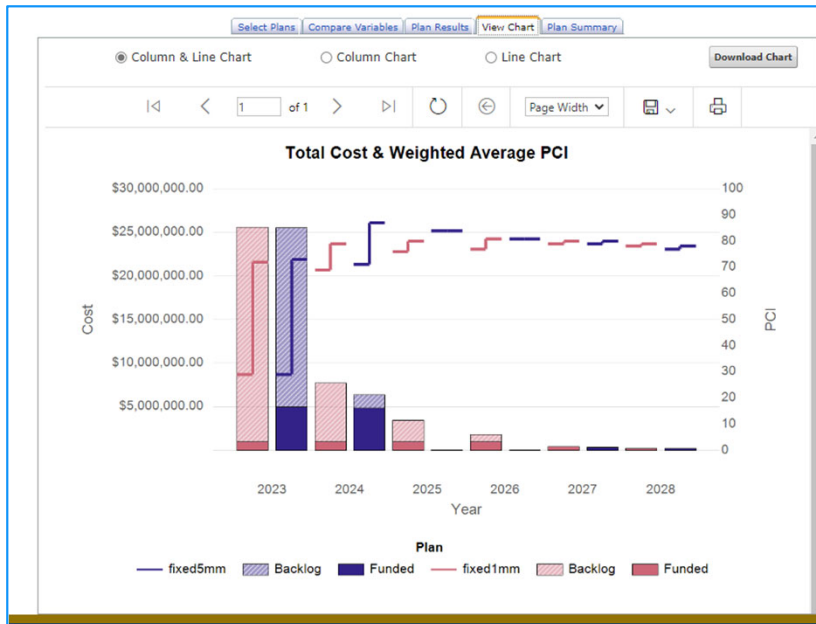 Select Plans Compare Variables Plan Results View Chart Plan Summary
Column & Line Chart Column Chart Line Chart Download Chart
1 of 1 Page Width
Total Cost & Weighted Average PCI
$30,000,000.00 100
90
$25,000,000.00
80
$20,000,000.00 70
60
$15,000,000.00
50
40
$10,000,000.00
30
20
$5,000,000.00
10
0
Cost
PCI
2023 2024 2025 2026 2027 2028
Year
Plan
fixed5mm Backlog Funded fixed1mm Backlog Funded